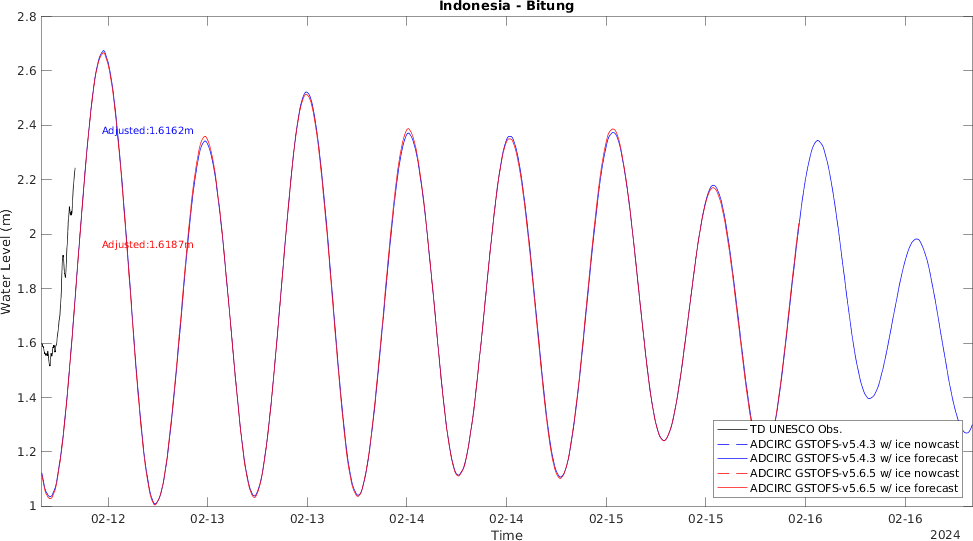 Indonesia - Bitung
2.8
2.6
2.4
2.2
2
1.8
1.6
1.4
1.2
1
Water Level (m)
Adjusted:1.6162m
Adjusted:1.6187m
TD UNESCO Obs.
ADCIRC GSTOFS-v5.4.3 w/ ice nowcast
ADCIRC GSTOFS-v5.4.3 w/ ice forecast
ADCIRC GSTOFS-v5.6.5 w/ ice nowcast
ADCIRC GSTOFS-v5.6.5 w/ ice forecast
02-12 02-13 02-13 02-14 02-14 02-15 02-15 02-16 02-16
Time
2024